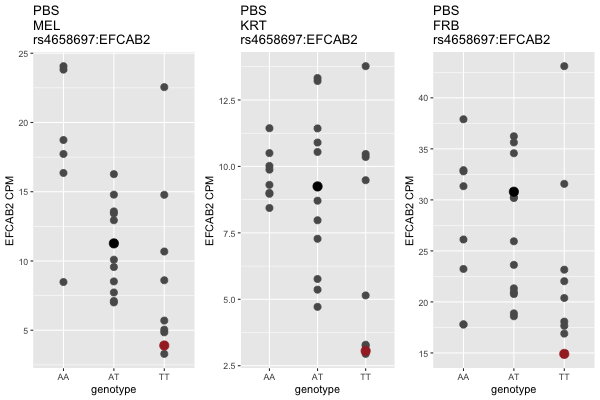 PBS
MEL
rs4658697:EFCAB2
25
20
15
10
5
EFCAB2 CPM
AA
AT
TT
genotype
PBS
KRT
rs4658697:EFCAB2
12.5
10.0
7.5
5.0
2.5
EFCAB2 CPM
AA
AT
TT
genotype
PBS
FRB
rs4658697:EFCAB2
40
35
30
25
20
15
EFCAB2 CPM
AA
AT
TT
genotype